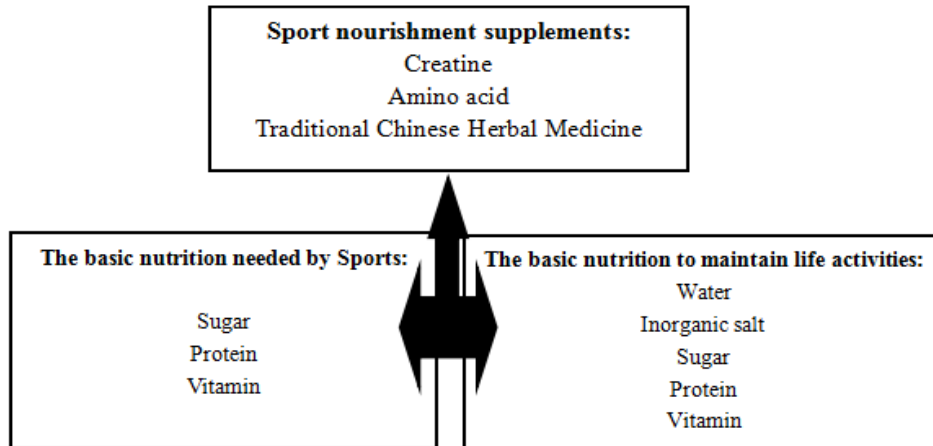 Sport nourishment supplements:
Creatine
Amino acid
Traditional Chinese Herbal Medicine
The basic nutrition needed by Sports:
Sugar
Protein
Vitamin
The basic nutrition to maintain life activities:
Water
Inorganic salt
Sugar
Protein
Vitamin